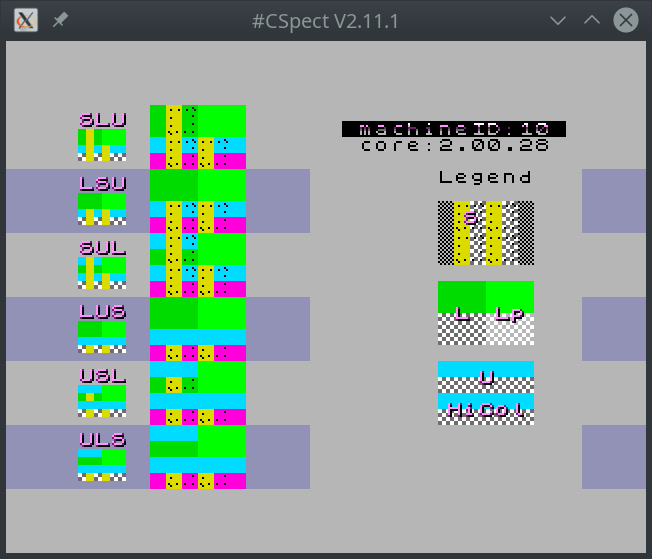 #CSpect V2.11.1
machineID:10
core:2.00.28
Legend
SLU
LSU
SUL
LUS
USL
ULS
S
L Lp
U
HiCol